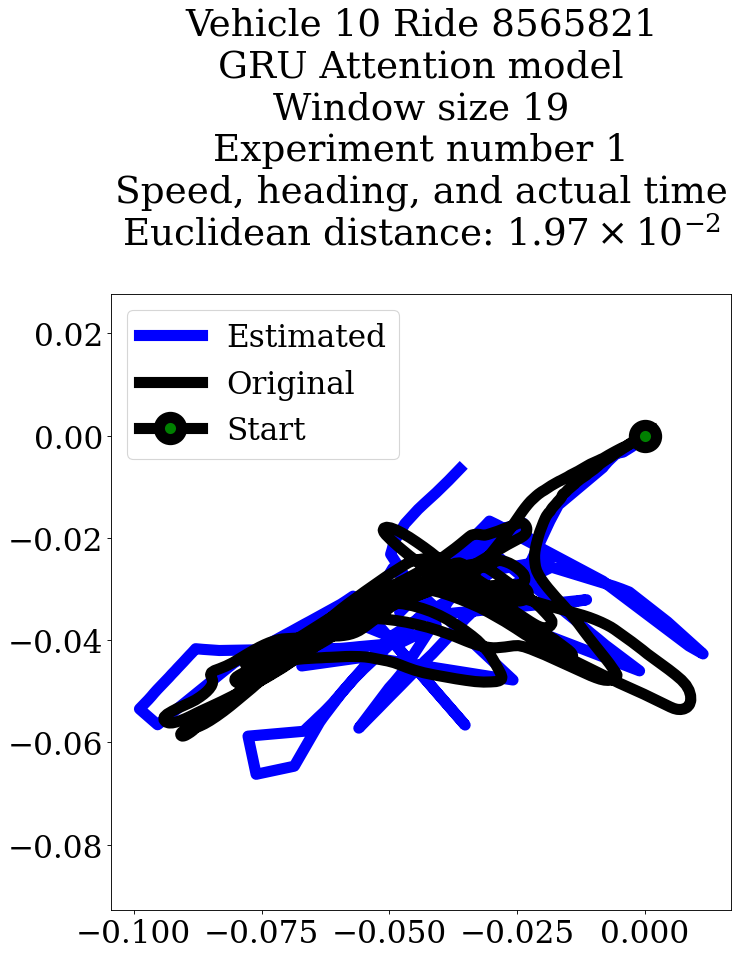 Vehicle 10 Ride 8565821
GRU Attention model
Window size 19
Experiment number 1
Speed, heading, and actual time
Euclidean distance: 1.97 × 10⁻²
Estimated
Original
Start
0.02
0.00
−0.02
−0.04
−0.06
−0.08
−0.100 −0.075 −0.050 −0.025 0.000